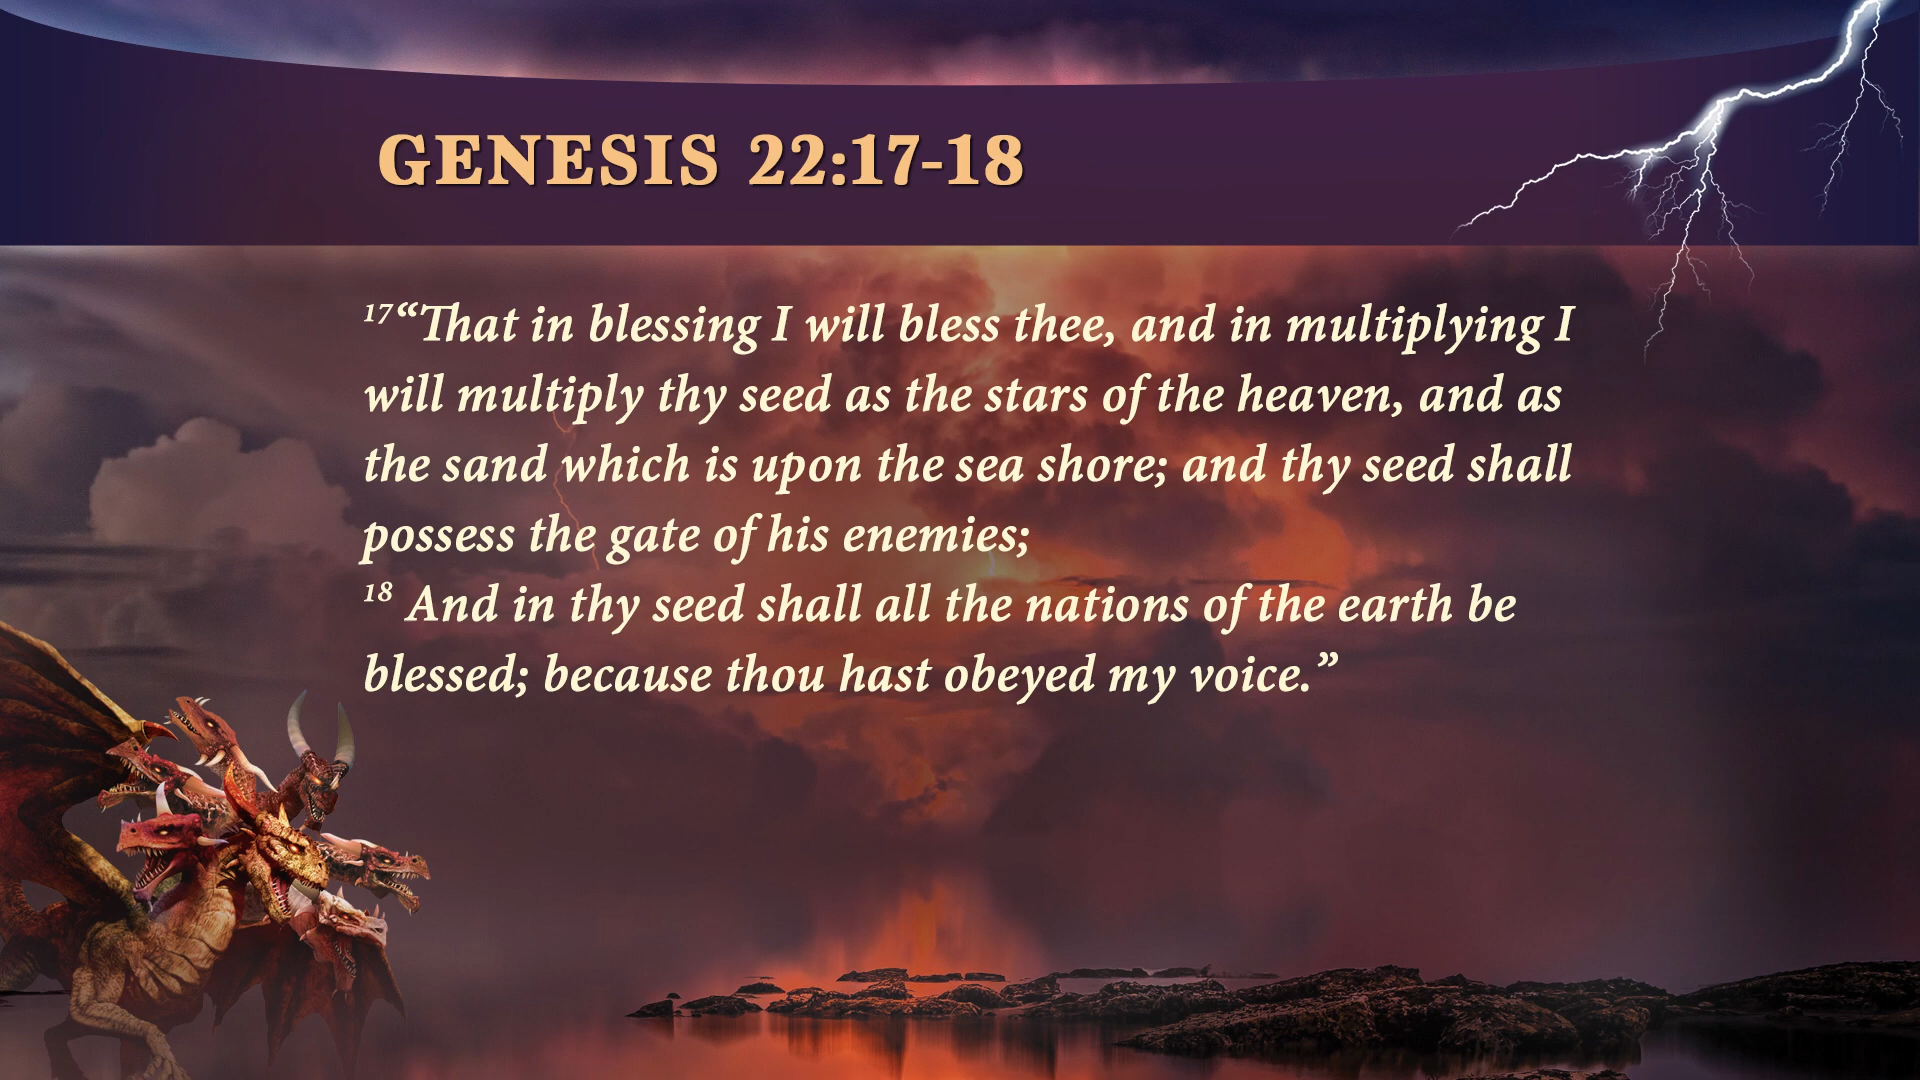 GENESIS 22:17-18
17“That in blessing I will bless thee, and in multiplying I
will multiply thy seed as the stars of the heaven, and as
the sand which is upon the sea shore; and thy seed shall
possess the gate of his enemies;
18 And in thy seed shall all the nations of the earth be
blessed; because thou hast obeyed my voice.”